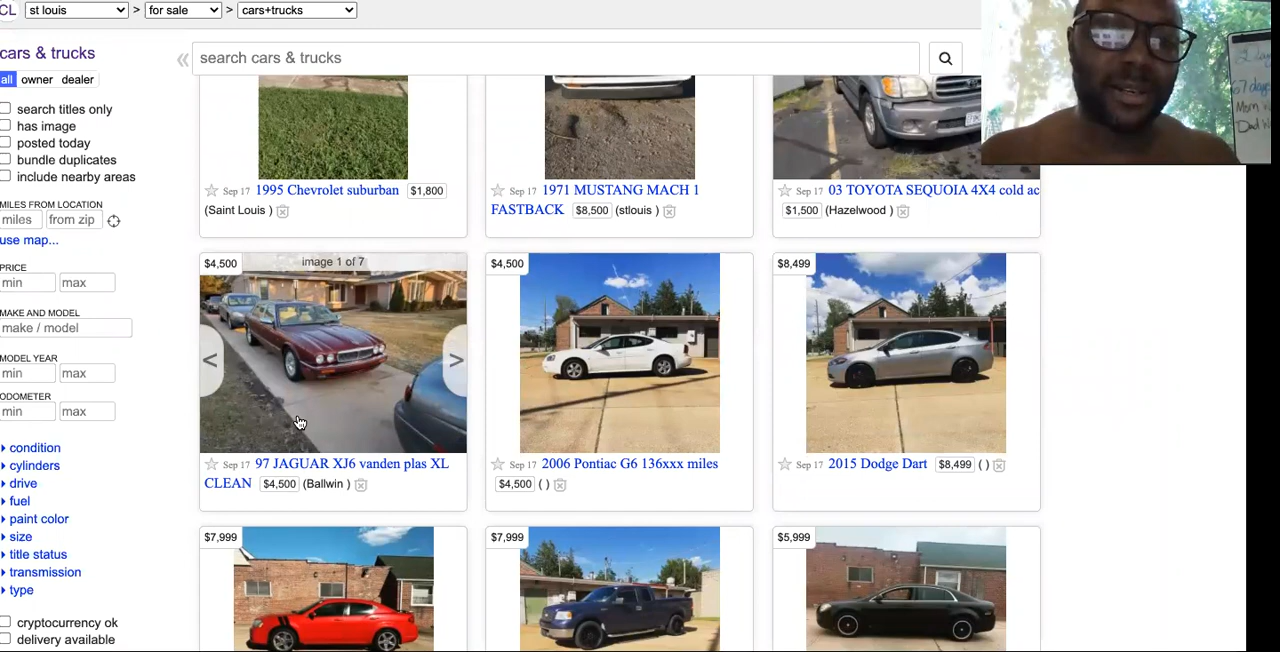 CL st louis > for sale > cars+trucks
cars & trucks
search cars & trucks
all owner dealer
search titles only
has image
posted today
bundle duplicates
include nearby areas
MILES FROM LOCATION
miles from zip
use map...
PRICE
min max
MAKE AND MODEL
make / model
MODEL YEAR
min max
ODOMETER
min max
condition
cylinders
drive
fuel
paint color
size
title status
transmission
type
cryptocurrency ok
delivery available
Sep 17 1995 Chevrolet suburban $1,800
(Saint Louis )
Sep 17 1971 MUSTANG MACH 1
FASTBACK $8,500 (stlouis )
Sep 17 03 TOYOTA SEQUOIA 4X4 cold ac
$1,500 (Hazelwood )
$4,500 image 1 of 7
< >
Sep 17 97 JAGUAR XJ6 vanden plas XL
CLEAN $4,500 (Ballwin )
$4,500
Sep 17 2006 Pontiac G6 136xxx miles
$4,500 ( )
$8,499
Sep 17 2015 Dodge Dart $8,499 ( )
$7,999
$7,999
$5,999
67 days
Mom
Dad